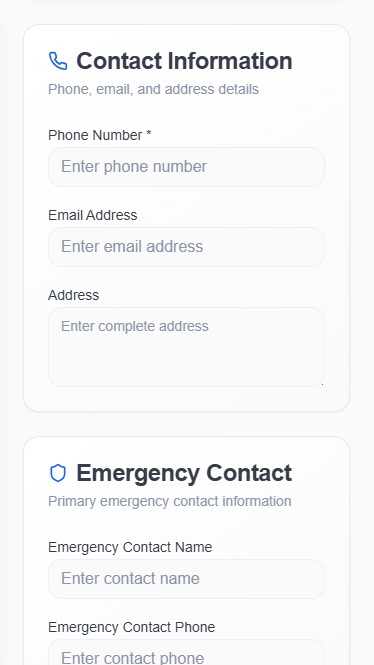 Contact Information
Phone, email, and address details
Phone Number *
Enter phone number
Email Address
Enter email address
Address
Enter complete address
Emergency Contact
Primary emergency contact information
Emergency Contact Name
Enter contact name
Emergency Contact Phone
Enter contact phone